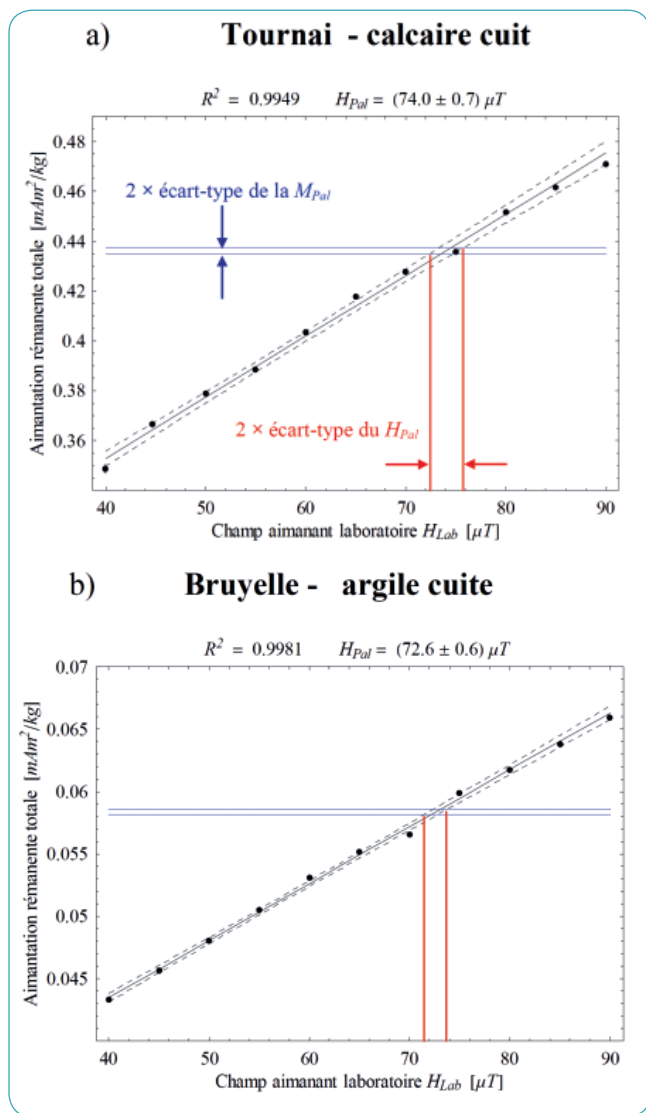 a) Tournai - calcaire cuit
R² = 0.9949 H_Pal = (74.0 ± 0.7) μT
Aimantation rémanente totale [mAm²/kg]
0.48
0.46
0.44
0.42
0.4
0.38
0.36
2 × écart-type de la M_Pal
2 × écart-type du H_Pal
40 50 60 70 80 90
Champ aimanant laboratoire H_Lab [μT]
b) Bruyelle - argile cuite
R² = 0.9981 H_Pal = (72.6 ± 0.6) μT
Aimantation rémanente totale [mAm²/kg]
0.07
0.065
0.06
0.055
0.05
0.045
40 50 60 70 80 90
Champ aimanant laboratoire H_Lab [μT]